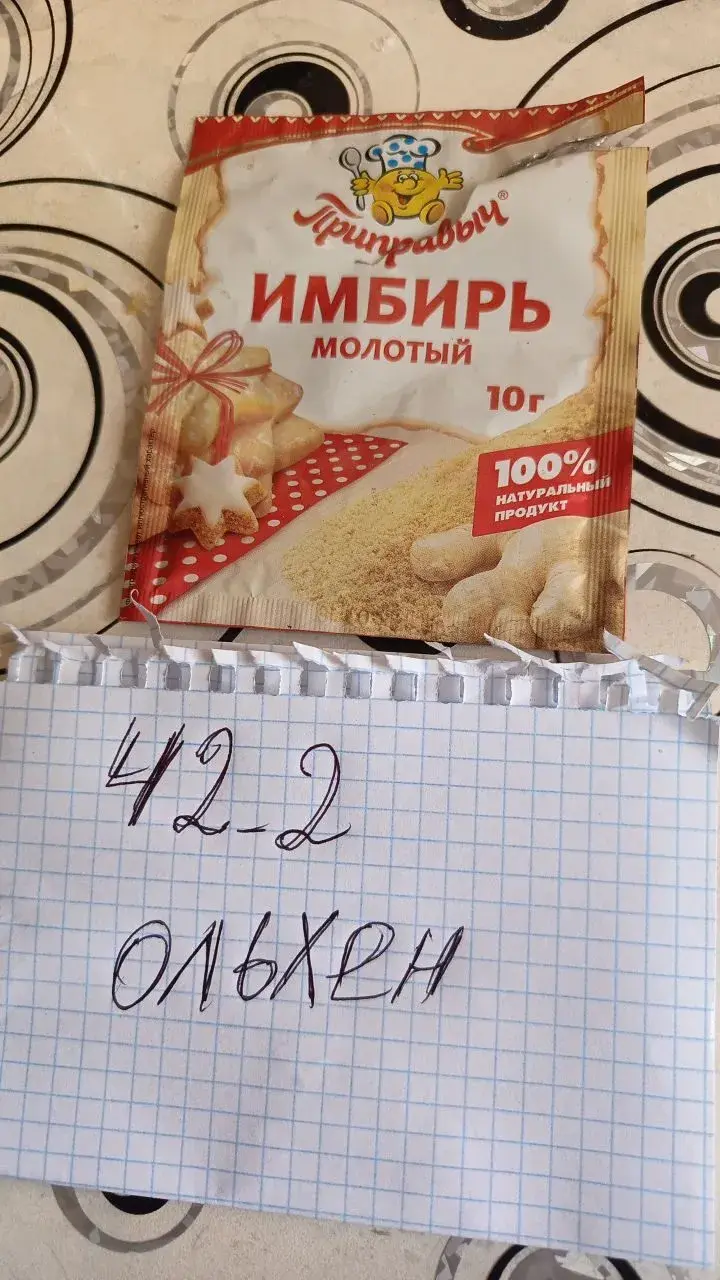 Приправыч®
ИМБИРЬ
МОЛОТЫЙ
10г
100%
НАТУРАЛЬНЫЙ
ПРОДУКТ
42-2
ОЛЬХЕН